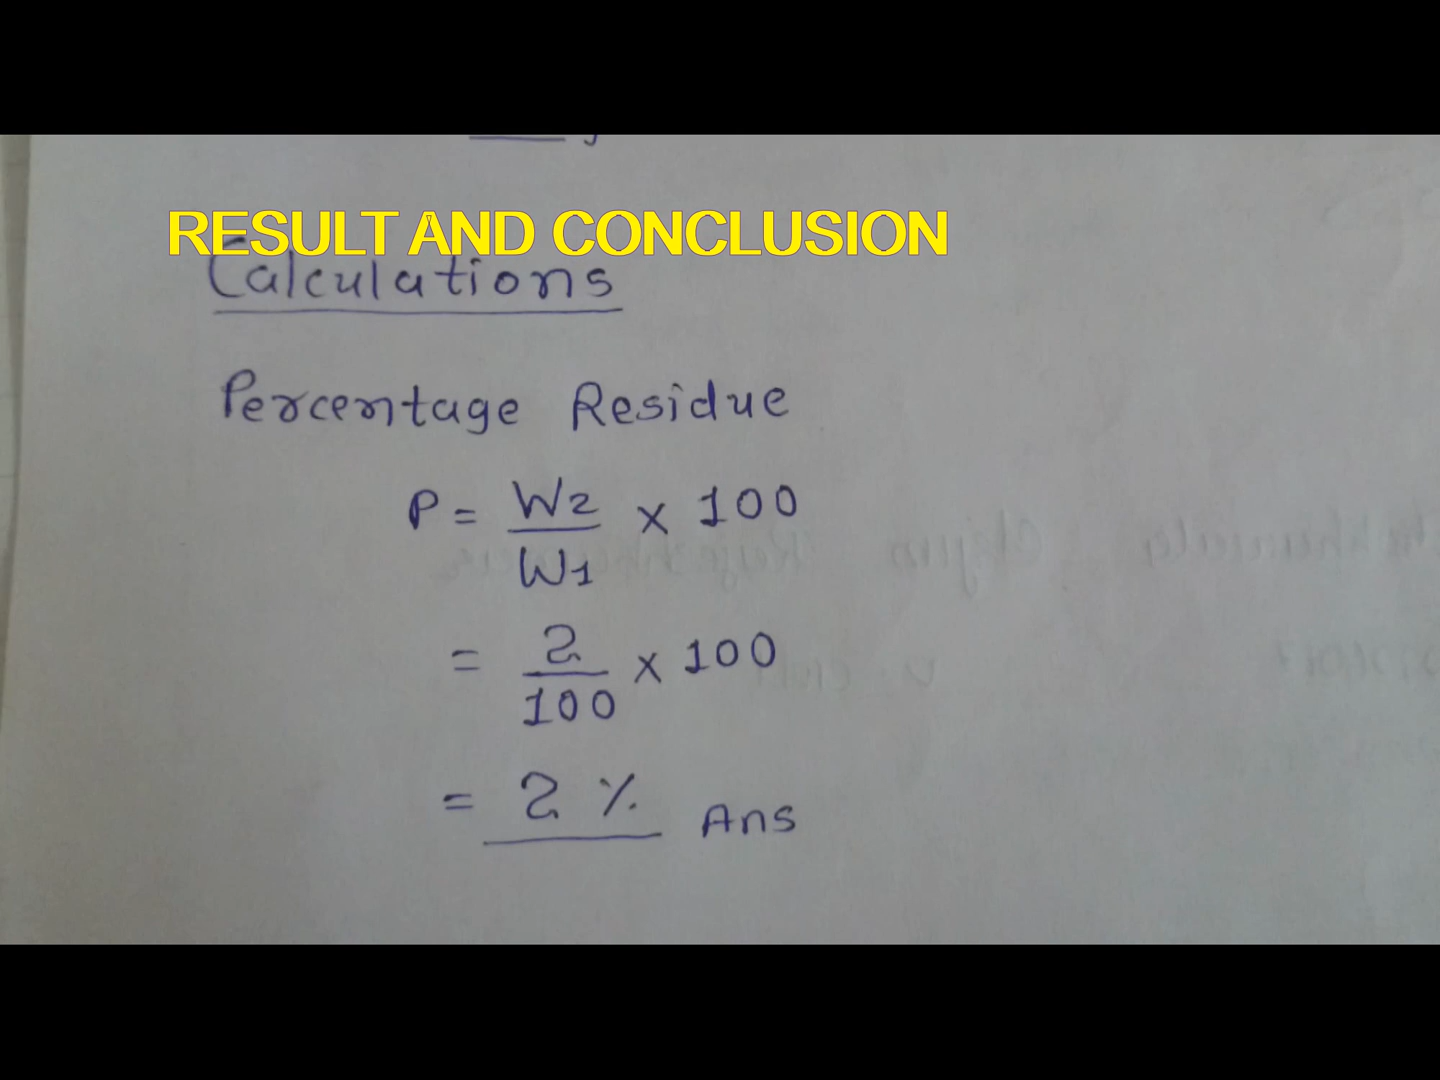 RESULT AND CONCLUSION
Calculations
Percentage Residue
P = W2 / W1 × 100
= 2 / 100 × 100
= 2 % Ans